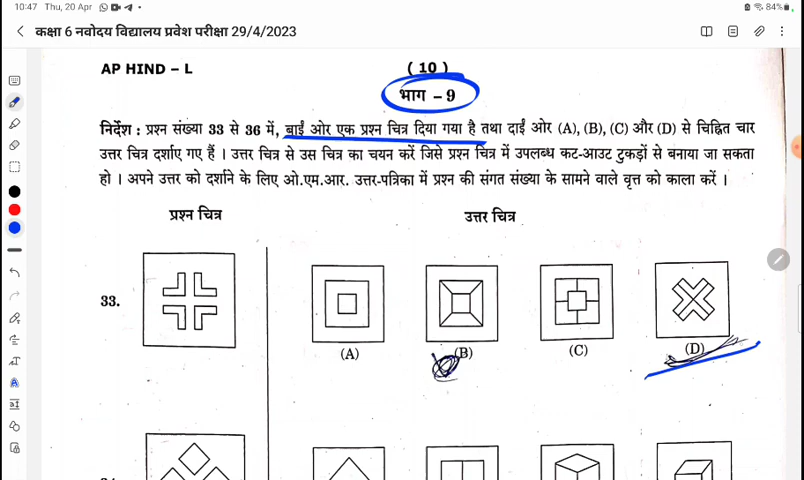 10:47 Thu, 20 Apr
84%
कक्षा 6 नवोदय विद्यालय प्रवेश परीक्षा 29/4/2023
AP HIND – L
( 10 )
भाग – 9
निर्देश : प्रश्न संख्या 33 से 36 में, बाईं ओर एक प्रश्न चित्र दिया गया है तथा दाईं ओर (A), (B), (C) और (D) से चिह्नित चार
उत्तर चित्र दर्शाए गए हैं । उत्तर चित्र से उस चित्र का चयन करें जिसे प्रश्न चित्र में उपलब्ध कट-आउट टुकड़ों से बनाया जा सकता
हो । अपने उत्तर को दर्शाने के लिए ओ.एम.आर. उत्तर-पत्रिका में प्रश्न की संगत संख्या के सामने वाले वृत्त को काला करें ।
प्रश्न चित्र
उत्तर चित्र
33.
(A)
(B)
(C)
(D)